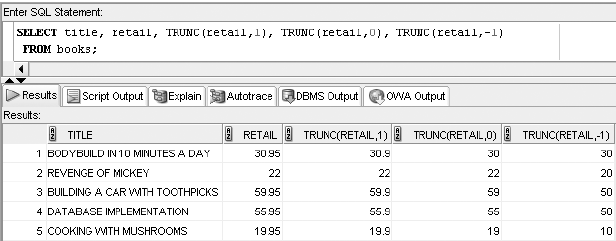 Enter SQL Statement:
SELECT title, retail, TRUNC(retail,1), TRUNC(retail,0), TRUNC(retail,-1)
FROM books;
Results Script Output Explain Autotrace DBMS Output OWA Output
Results:
TITLE RETAIL TRUNC(RETAIL,1) TRUNC(RETAIL,0) TRUNC(RETAIL,-1)
1 BODYBUILD IN 10 MINUTES A DAY 30.95 30.9 30 30
2 REVENGE OF MICKEY 22 22 22 20
3 BUILDING A CAR WITH TOOTHPICKS 59.95 59.9 59 50
4 DATABASE IMPLEMENTATION 55.95 55.9 55 50
5 COOKING WITH MUSHROOMS 19.95 19.9 19 10